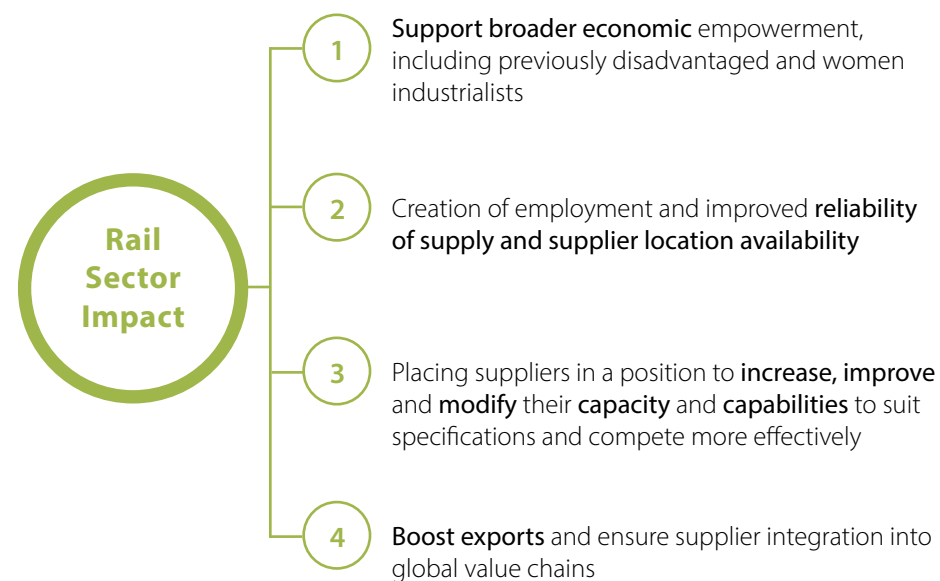 Rail
Sector
Impact
1
Support broader economic empowerment,
including previously disadvantaged and women
industrialists
2
Creation of employment and improved reliability
of supply and supplier location availability
3
Placing suppliers in a position to increase, improve
and modify their capacity and capabilities to suit
specifications and compete more effectively
4
Boost exports and ensure supplier integration into
global value chains